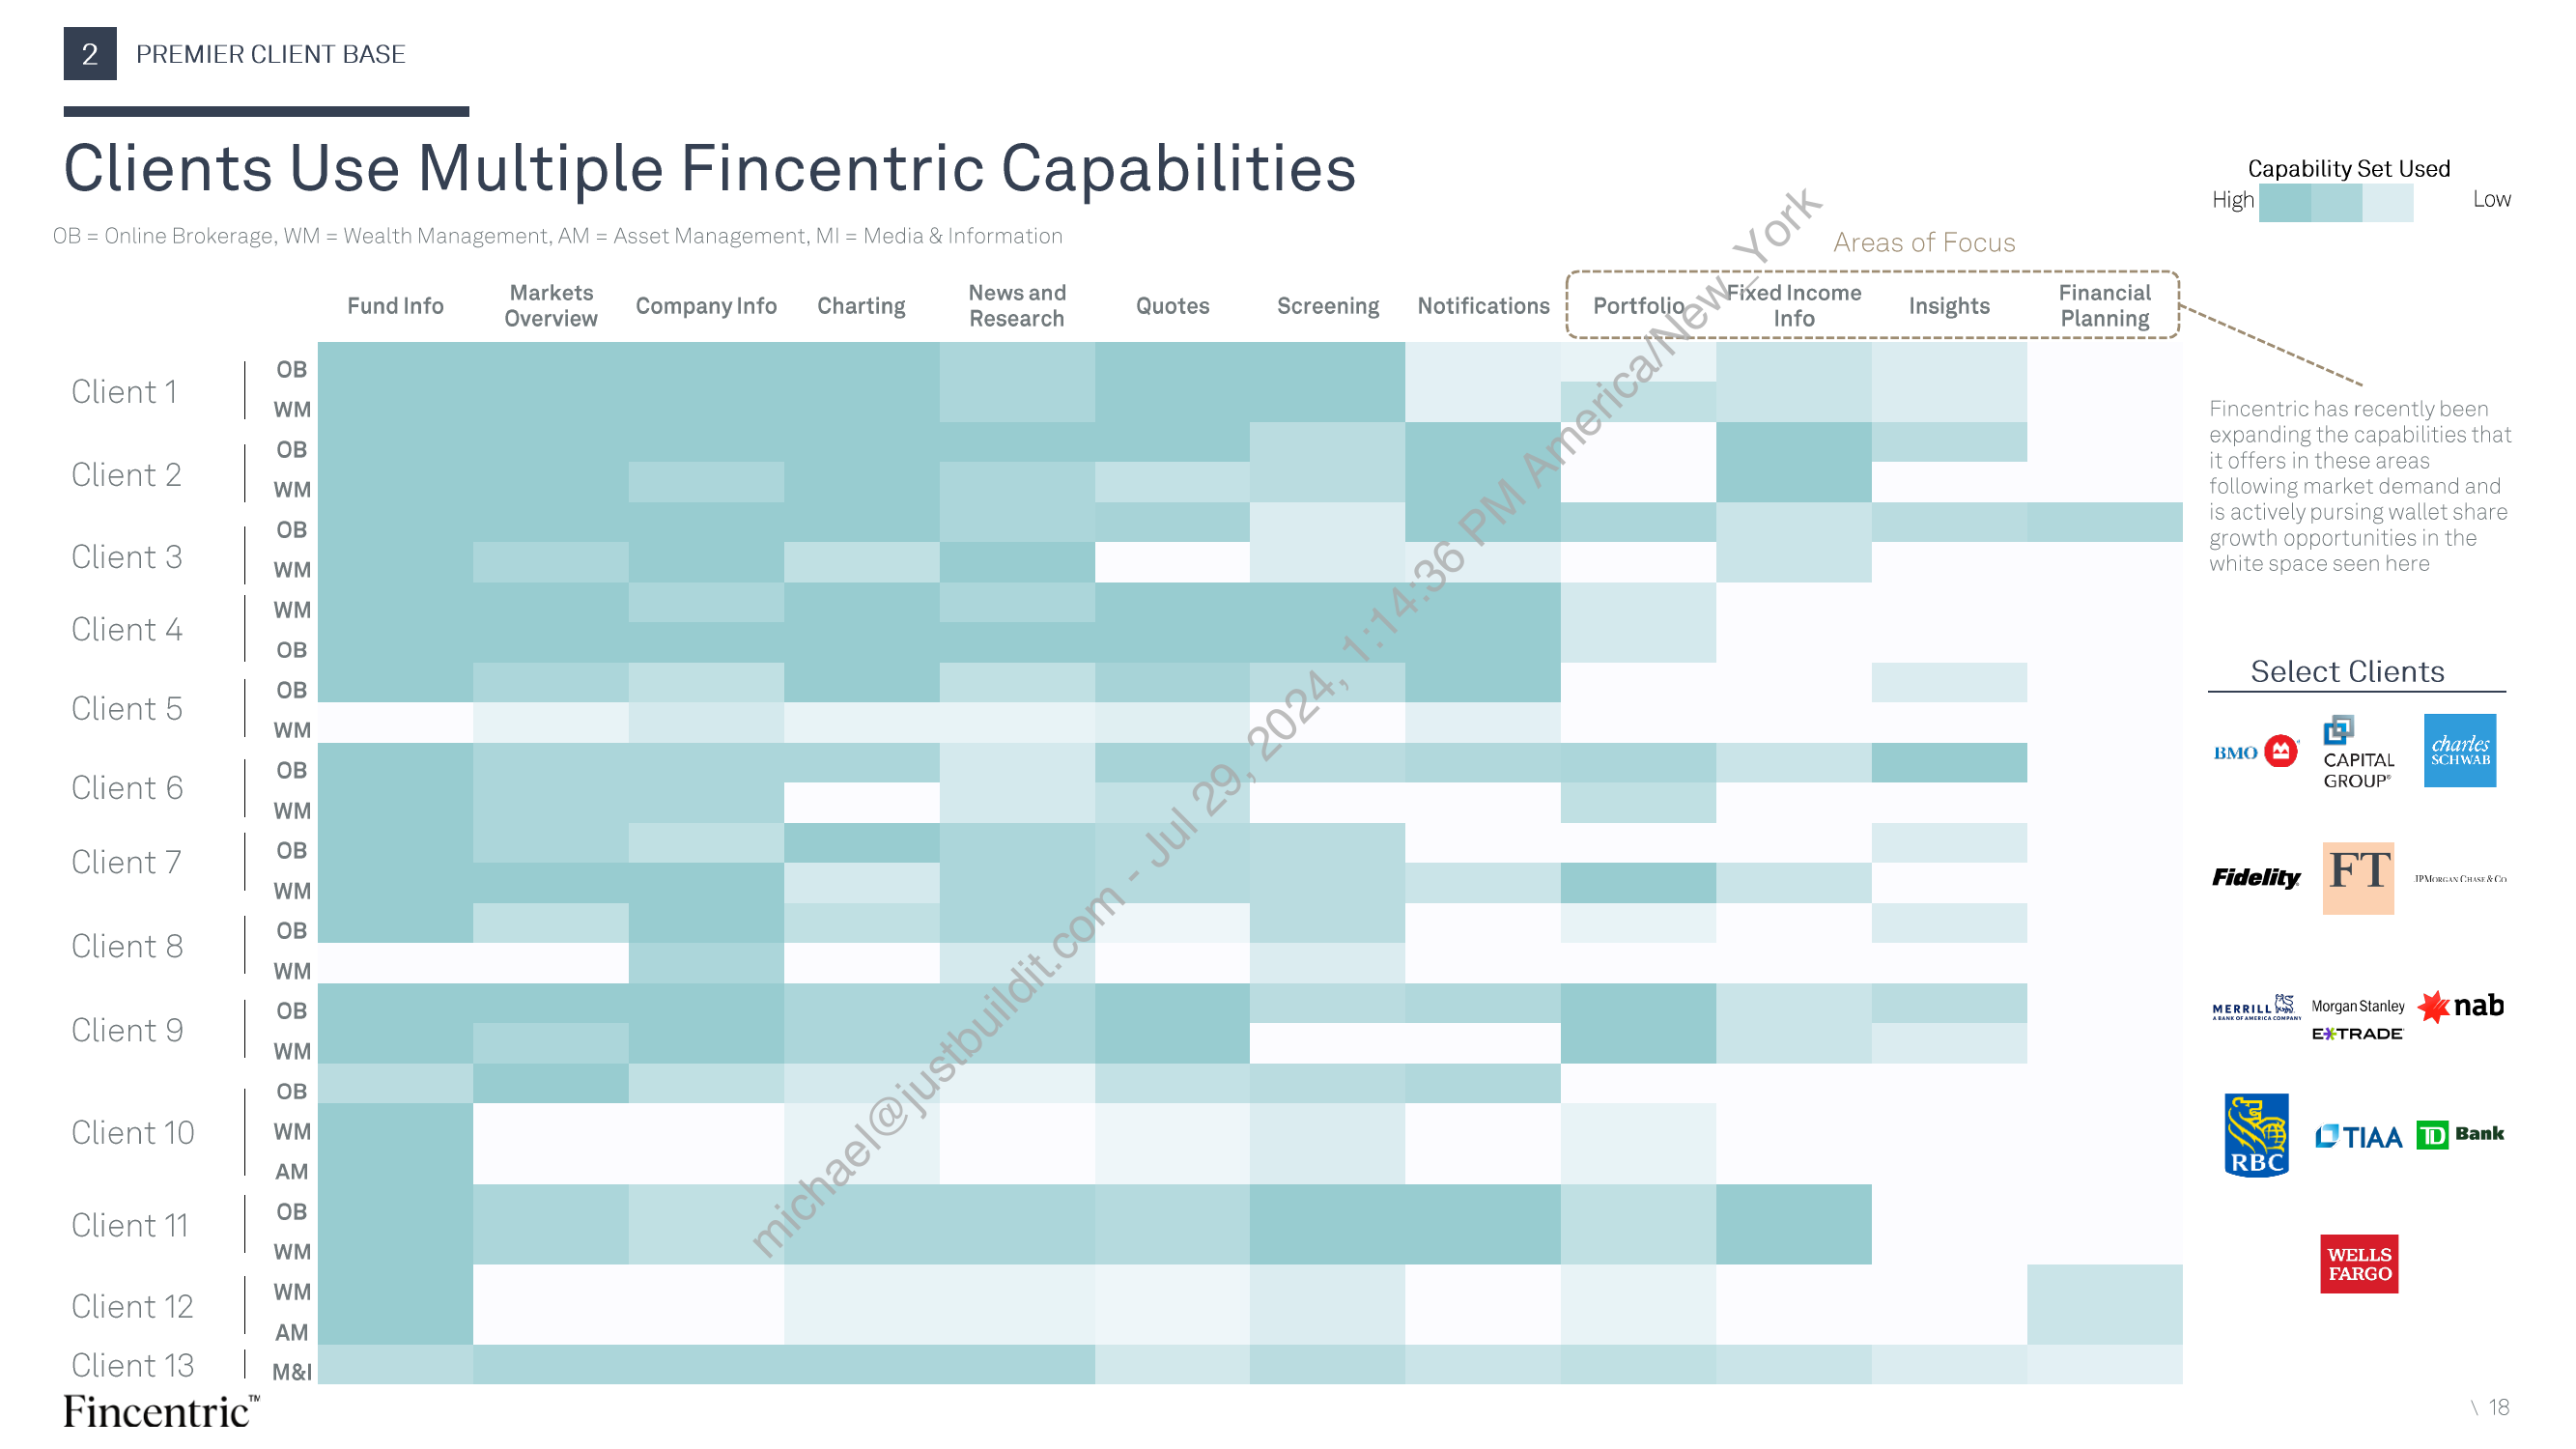 2 PREMIER CLIENT BASE
Clients Use Multiple Fincentric Capabilities
OB = Online Brokerage, WM = Wealth Management, AM = Asset Management, MI = Media & Information
Capability Set Used
High Low
Areas of Focus
Fund Info
Markets
Overview
Company Info
Charting
News and
Research
Quotes
Screening
Notifications
Portfolio
Fixed Income
Info
Insights
Financial
Planning
Client 1
OB
WM
Client 2
OB
WM
Client 3
OB
WM
Client 4
WM
OB
Client 5
OB
WM
Client 6
OB
WM
Client 7
OB
WM
Client 8
OB
WM
Client 9
OB
WM
Client 10
OB
WM
AM
Client 11
OB
WM
Client 12
WM
AM
Client 13
M&I
Fincentric has recently been
expanding the capabilities that
it offers in these areas
following market demand and
is actively pursing wallet share
growth opportunities in the
white space seen here
Select Clients
BMO
CAPITAL
GROUP®
charles
SCHWAB
Fidelity
FT
JPMORGAN CHASE & CO
MERRILL
A BANK OF AMERICA COMPANY
Morgan Stanley
E*TRADE
nab
RBC
TIAA
TD Bank
WELLS
FARGO
michael@justbuildit.com - Jul 29, 2024, 1:14:36 PM America/New_York
Fincentric™
\ 18